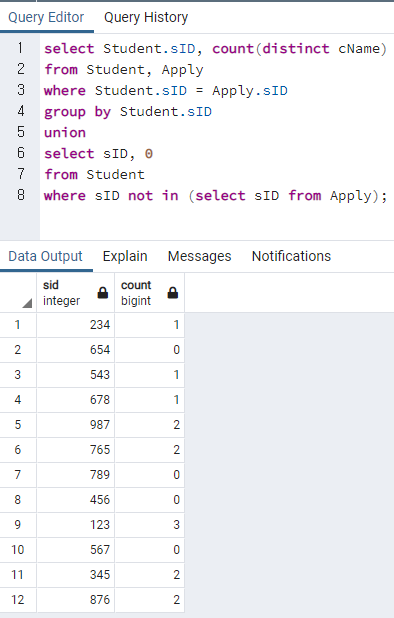 Query Editor Query History
1 select Student.sID, count(distinct cName)
2 from Student, Apply
3 where Student.sID = Apply.sID
4 group by Student.sID
5 union
6 select sID, 0
7 from Student
8 where sID not in (select sID from Apply);
Data Output Explain Messages Notifications
sid count
integer bigint
1 234 1
2 654 0
3 543 1
4 678 1
5 987 2
6 765 2
7 789 0
8 456 0
9 123 3
10 567 0
11 345 2
12 876 2